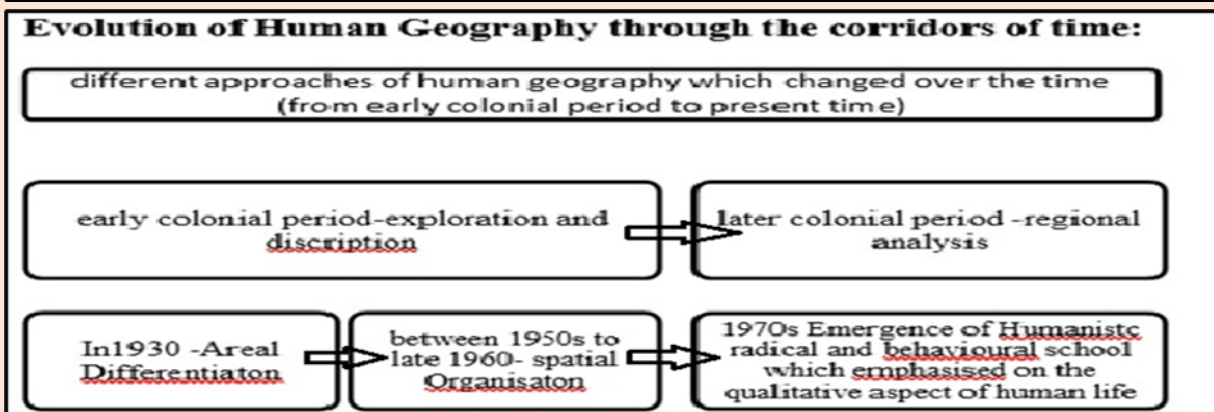 Evolution of Human Geography through the corridors of time:
different approaches of human geography which changed over the time
(from early colonial period to present time)
early colonial period-exploration and
discription
later colonial period -regional
analysis
In1930 -Areal
Differentiaton
between 1950s to
late 1960- spatial
Organisaton
1970s Emergence of Humanistc
radical and behavioural school
which emphasised on the
qualitative aspect of human life